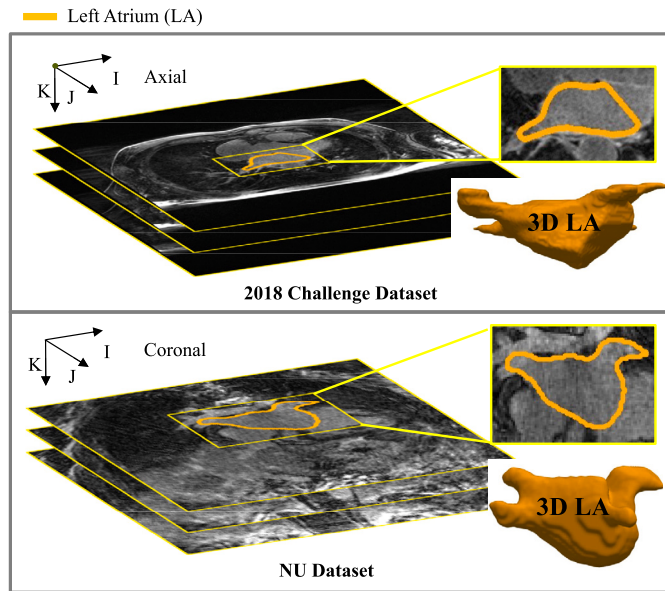 Left Atrium (LA)
K J I Axial
3D LA
2018 Challenge Dataset
K J I Coronal
3D LA
NU Dataset